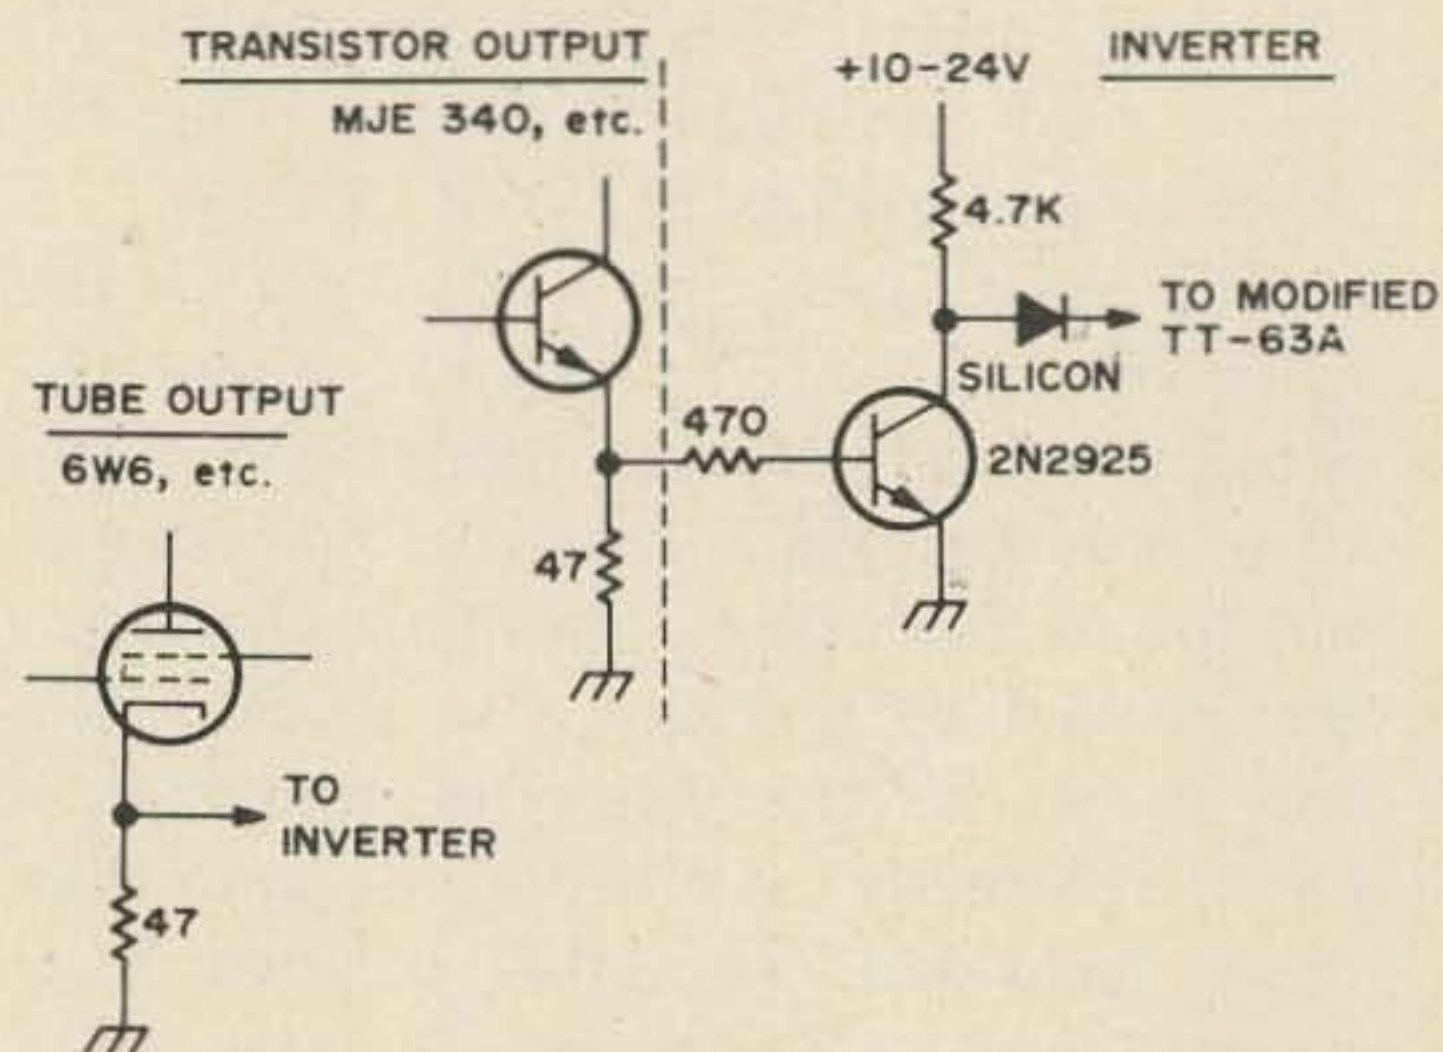 TRANSISTOR OUTPUT
MJE 340, etc.
+10-24V
INVERTER
4.7K
TO MODIFIED
TT-63A
SILICON
470
2N2925
47
TUBE OUTPUT
6W6, etc.
TO
INVERTER
47